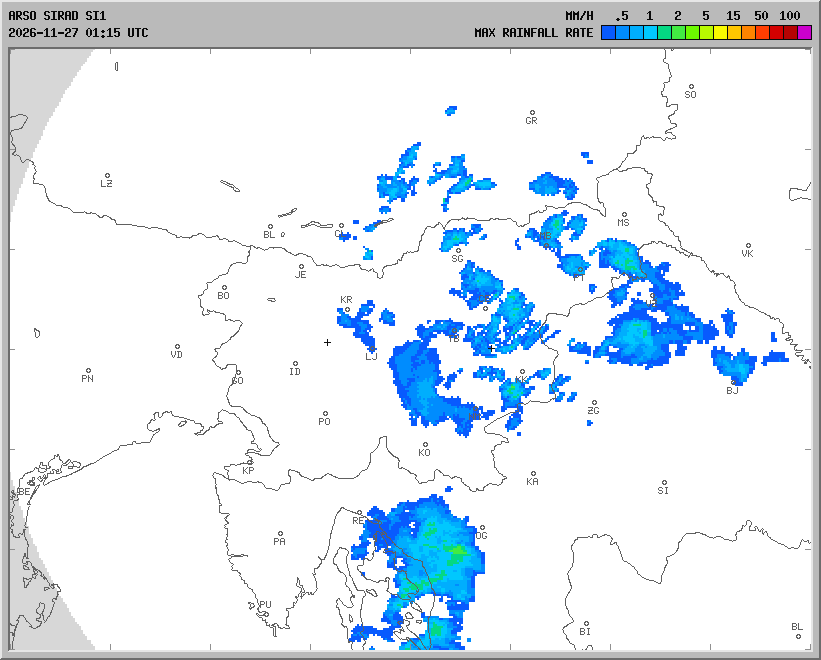 ARSO SIRAD SI1
MM/H .5 1 2 5 15 50 100
2026-11-27 01:15 UTC
MAX RAINFALL RATE
SO
GR
LZ
MS
BL
MB
VK
SG
JE
PT
BO
KR
TB
LJ
VD
PN
GO
ID
KK
BJ
ZG
PO
KO
KP
KA
BE
SI
RE
OG
PA
PU
BI
BL